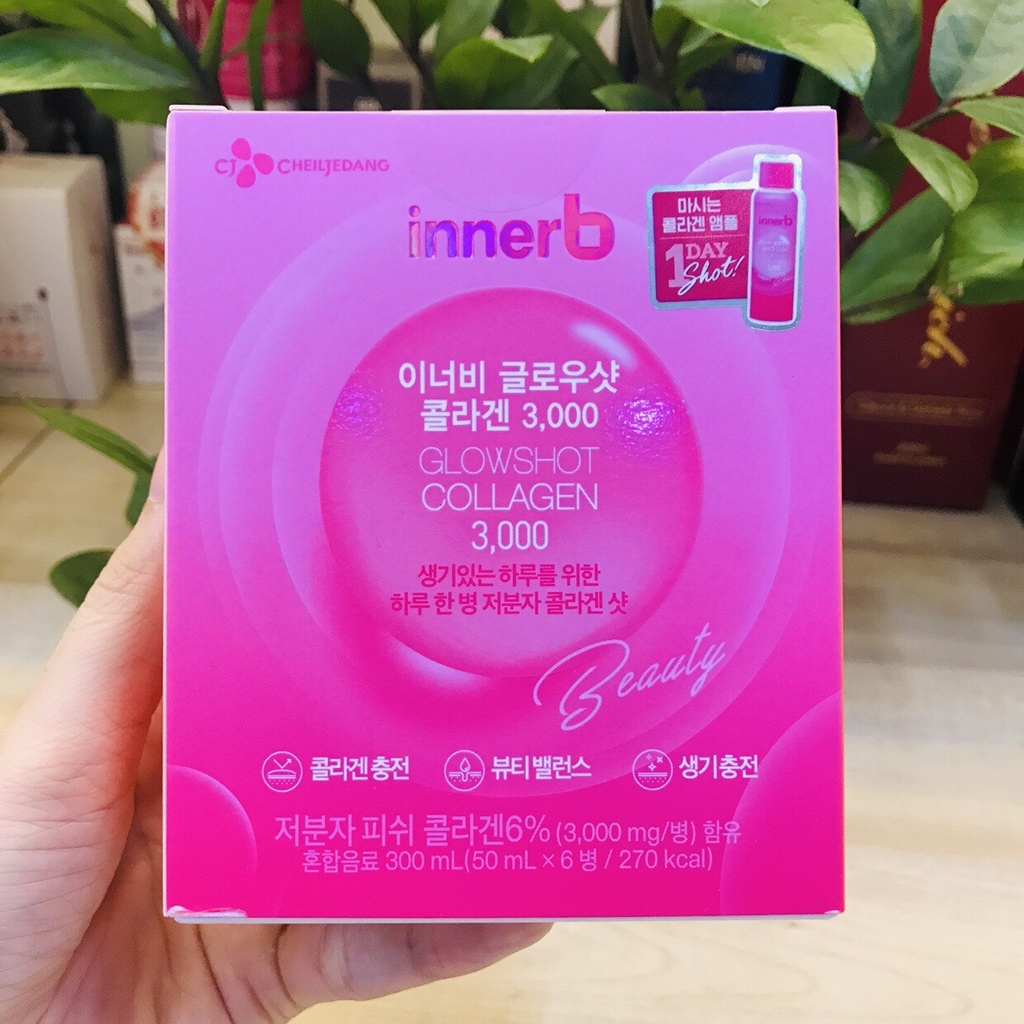 CJ CHEILJEDANG
innerb
마시는
콜라겐 앰플
1 DAY
Shot!
innerb
이너비 글로우샷
콜라겐 3,000
GLOWSHOT
COLLAGEN
3,000
생기있는 하루를 위한
하루 한 병 저분자 콜라겐 샷
Beauty
콜라겐 충전
뷰티 밸런스
생기 충전
저분자 피쉬 콜라겐6% (3,000 mg/병) 함유
혼합음료 300 mL(50 mL × 6 병 / 270 kcal)